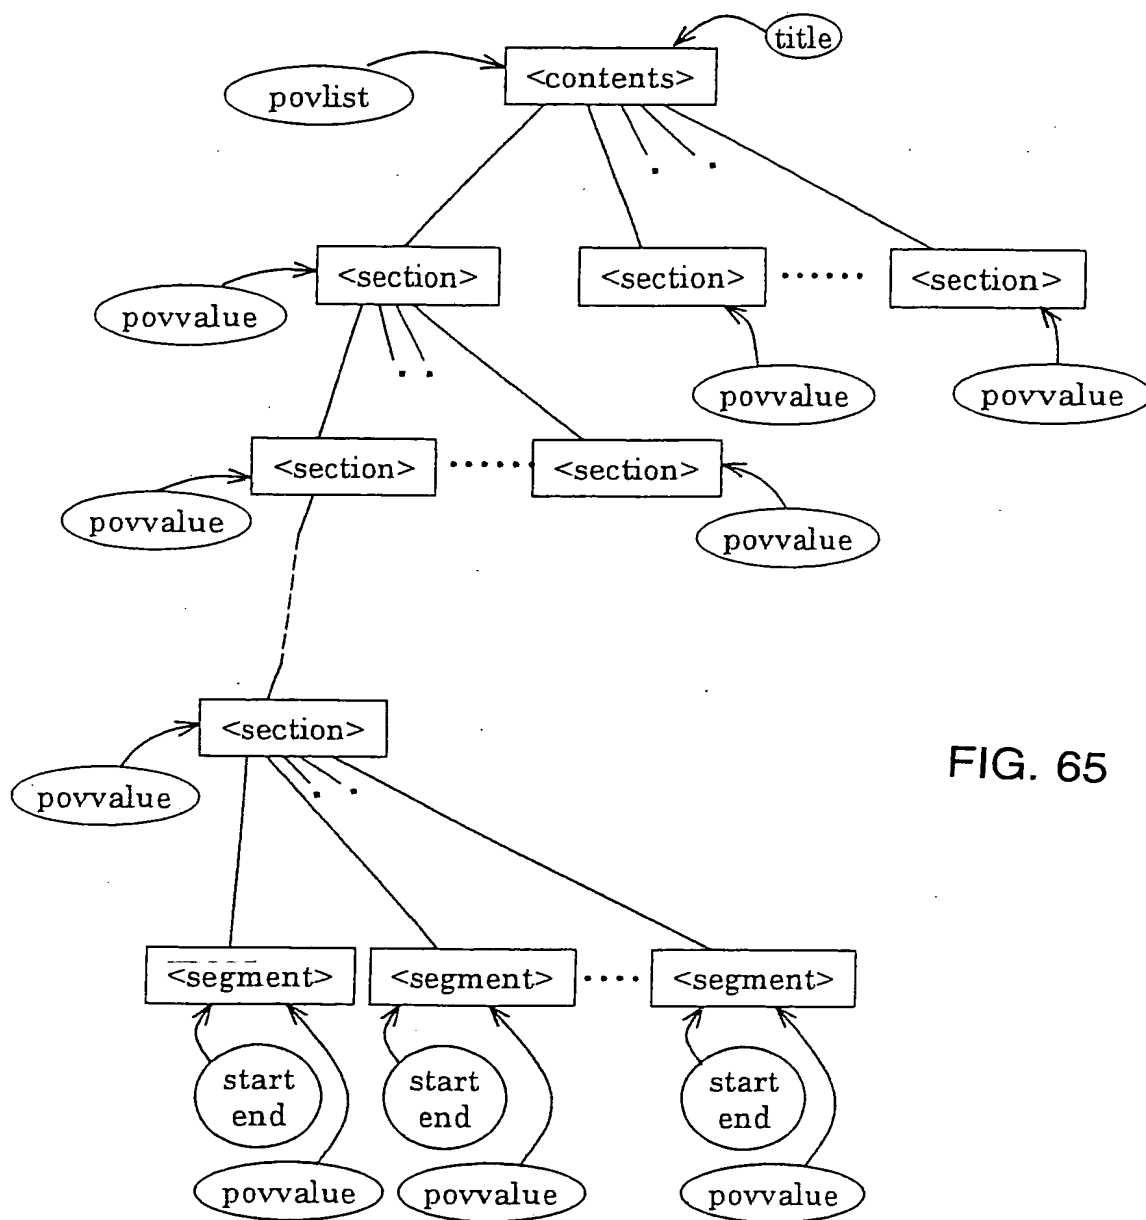 title
<contents>
povlist
<section>
<section>
<section>
povvalue
povvalue
povvalue
<section>
<section>
povvalue
povvalue
<section>
FIG. 65
povvalue
<segment>
<segment>
<segment>
start
end
start
end
start
end
povvalue
povvalue
povvalue